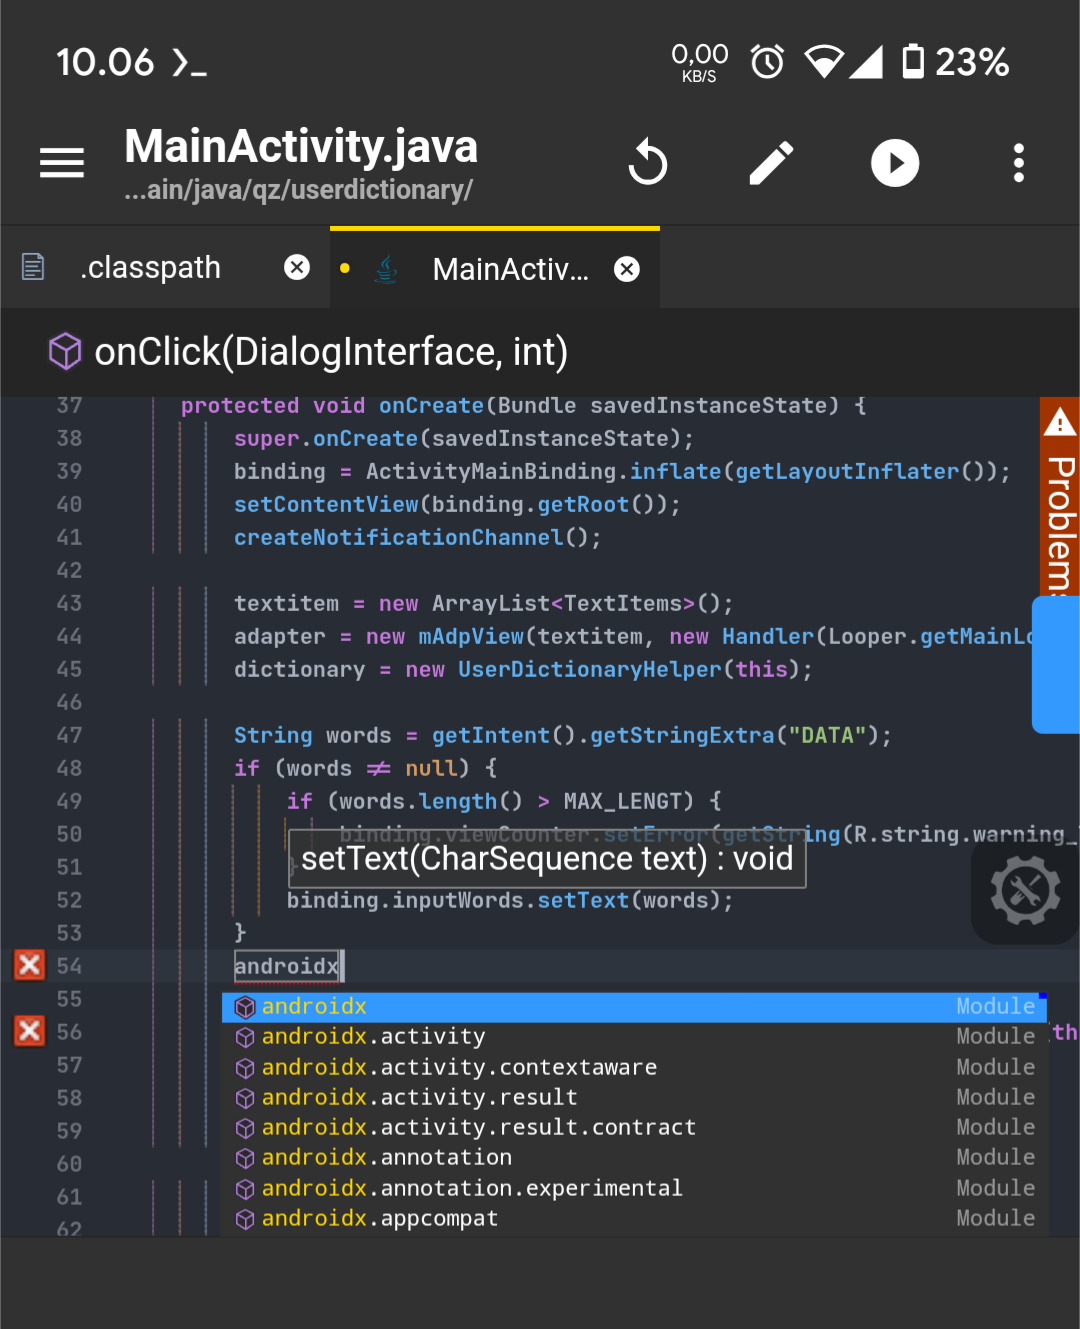 10.06
0,00
KB/S
23%
MainActivity.java
...ain/java/qz/userdictionary/
.classpath
MainActiv...
onClick(DialogInterface, int)
37 protected void onCreate(Bundle savedInstanceState) {
38 super.onCreate(savedInstanceState);
39 binding = ActivityMainBinding.inflate(getLayoutInflater());
40 setContentView(binding.getRoot());
41 createNotificationChannel();
42
43 textitem = new ArrayList<TextItems>();
44 adapter = new mAdpView(textitem, new Handler(Looper.getMainLo
45 dictionary = new UserDictionaryHelper(this);
46
47 String words = getIntent().getStringExtra("DATA");
48 if (words ≠ null) {
49 if (words.length() > MAX_LENGT) {
50 binding.viewCounter.setError(getString(R.string.warning_
51 }
setText(CharSequence text) : void
52 binding.inputWords.setText(words);
53 }
54 androidx
55
56 th
57
58
59
60
61
62
androidx Module
androidx.activity Module
androidx.activity.contextaware Module
androidx.activity.result Module
androidx.activity.result.contract Module
androidx.annotation Module
androidx.annotation.experimental Module
androidx.appcompat Module
Problems